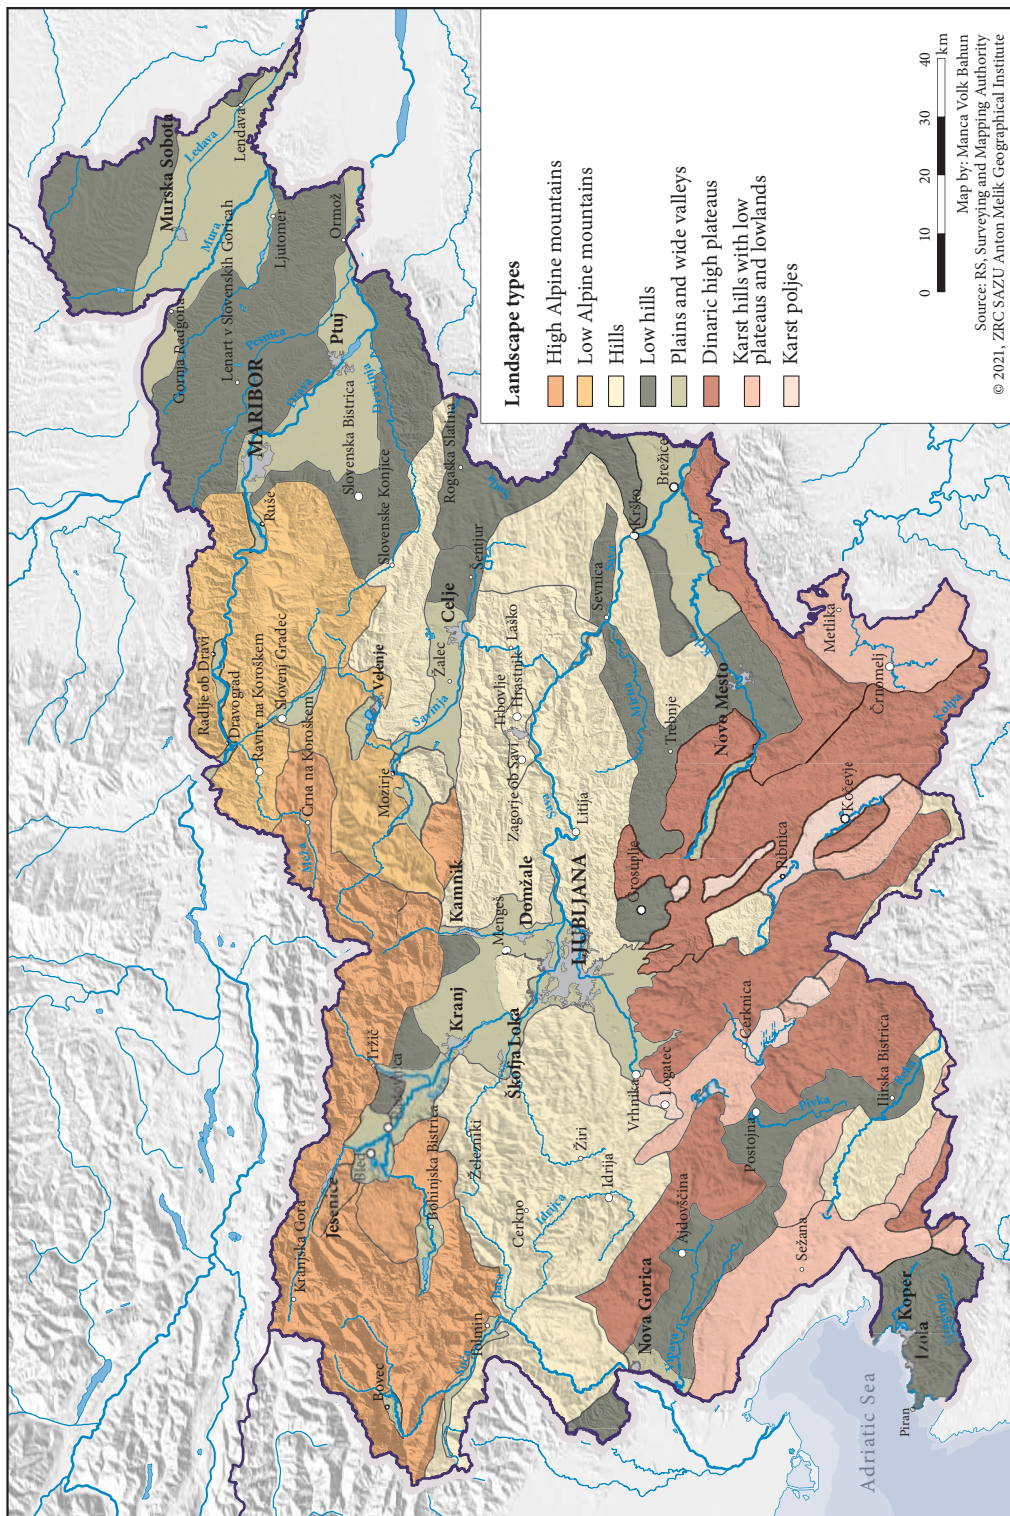 Landscape types
High Alpine mountains
Low Alpine mountains
Hills
Low hills
Plains and wide valleys
Dinaric high plateaus
Karst hills with low
plateaus and lowlands
Karst poljes
0 10 20 30 40
km
Map by: Manca Volk Bahun
Source: RS, Surveying and Mapping Authority
© 2021, ZRC SAZU Anton Melik Geographical Institute
Murska Sobota
Ledava
Lendava
Mura
Gornja Radgona
Lenart v Slovenskih Goricah
Ljutomer
Ormož
Pesnica
MARIBOR
Drava
Ptuj
Dravinja
Ruše
Slovenska Bistrica
Slovenske Konjice
Rogaška Slatina
Sotla
Šentjur
Celje
Radlje ob Dravi
Dravograd
Ravne na Koroškem
Slovenj Gradec
Črna na Koroškem
Meža
Velenje
Mozirje
Žalec
Savinja
Laško
Hrastnik
Trbovlje
Zagorje ob Savi
Sava
Litija
Sevnica
Sava
Krško
Brežice
Mirna
Trebnje
Krka
Novo Mesto
Metlika
Črnomelj
Kolpa
Kočevje
Ribnica
Grosuplje
Kamnik
Mengeš
Domžale
LJUBLJANA
Kranj
Škofja Loka
Tržič
Jesenice
Kranjska Gora
Bled
Bohinjska Bistrica
Železniki
Žiri
Cerkno
Idrijca
Idrija
Bača
Tolmin
Soča
Bovec
Vrhnika
Logatec
Cerknica
Postojna
Pivka
Ilirska Bistrica
Reka
Ajdovščina
Nova Gorica
Vipava
Sežana
Koper
Izola
Piran
Adriatic Sea